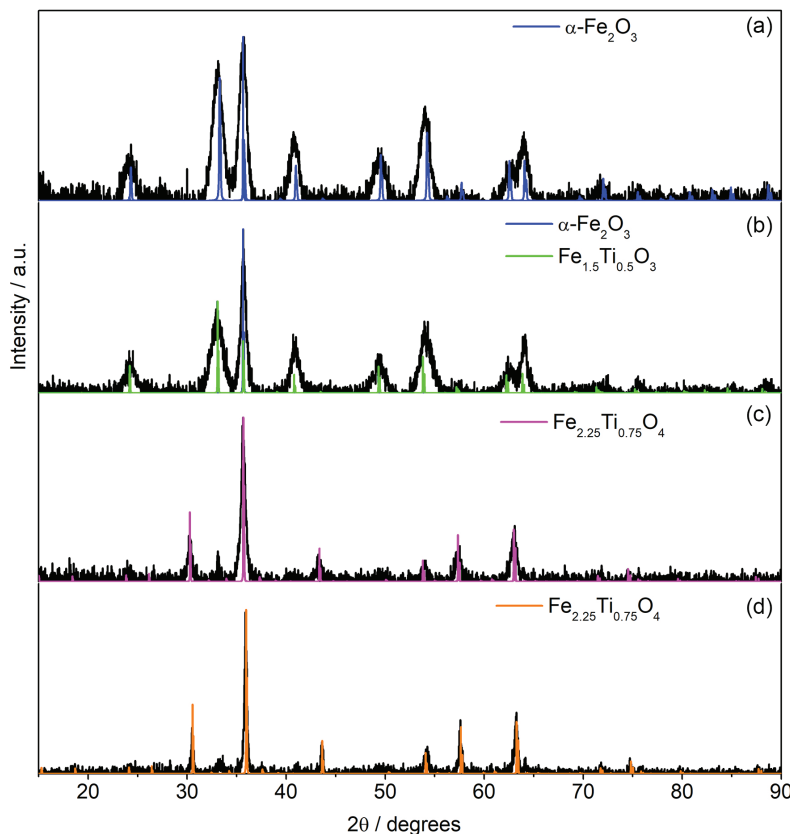 (a)
α-Fe₂O₃
(b)
α-Fe₂O₃
Fe₁.₅Ti₀.₅O₃
(c)
Fe₂.₂₅Ti₀.₇₅O₄
(d)
Fe₂.₂₅Ti₀.₇₅O₄
Intensity / a.u.
20 30 40 50 60 70 80 90
2θ / degrees